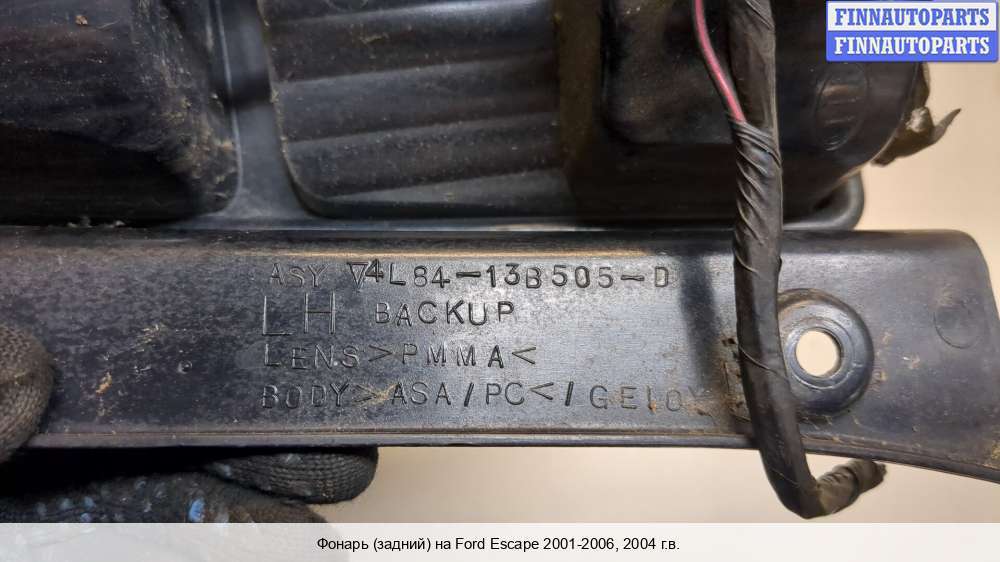 FINNAUTOPARTS
FINNAUTOPARTS
ASY ▽4L84-13B505-D
LH BACKUP
LENS>PMMA<
BODY>ASA/PC</GELOY
Фонарь (задний) на Ford Escape 2001-2006, 2004 г.в.